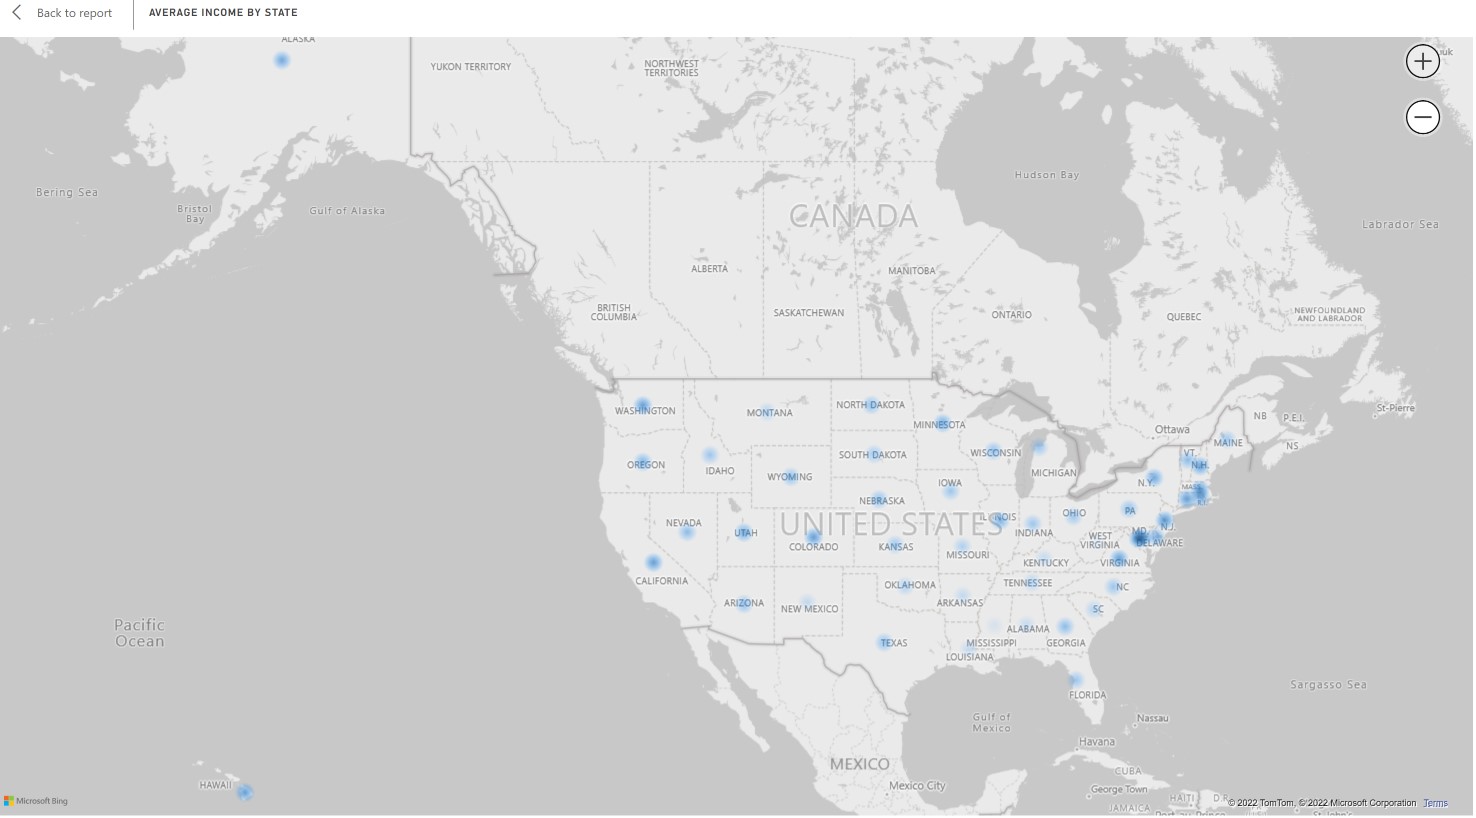 Back to report
AVERAGE INCOME BY STATE
ALASKA
YUKON TERRITORY
NORTHWEST
TERRITORIES
uk
Bering Sea
Bristol
Bay
Gulf of Alaska
Hudson Bay
CANADA
Labrador Sea
ALBERTA
MANITOBA
BRITISH
COLUMBIA
SASKATCHEWAN
ONTARIO
QUEBEC
NEWFOUNDLAND
AND LABRADOR
WASHINGTON
MONTANA
NORTH DAKOTA
MINNESOTA
Ottawa
NB
P.E.I.
St-Pierre
NS
MAINE
OREGON
IDAHO
SOUTH DAKOTA
WISCONSIN
MICHIGAN
VT.
N.H.
WYOMING
IOWA
N.Y.
MASS
R.I.
NEBRASKA
NEVADA
UTAH
UNITED STATES
ILLINOIS
INDIANA
OHIO
PA
N.J.
COLORADO
KANSAS
MISSOURI
WEST
VIRGINIA
MD.
DELAWARE
CALIFORNIA
KENTUCKY
VIRGINIA
ARIZONA
NEW MEXICO
OKLAHOMA
ARKANSAS
TENNESSEE
NC
SC
Pacific
Ocean
TEXAS
MISSISSIPPI
ALABAMA
GEORGIA
LOUISIANA
FLORIDA
Sargasso Sea
Gulf of
Mexico
Nassau
Havana
MEXICO
Mexico City
CUBA
George Town
HAITI
D.R.
JAMAICA
Port-au-Prince
St. John's
HAWAII
Microsoft Bing
© 2022 TomTom, © 2022 Microsoft Corporation Terms